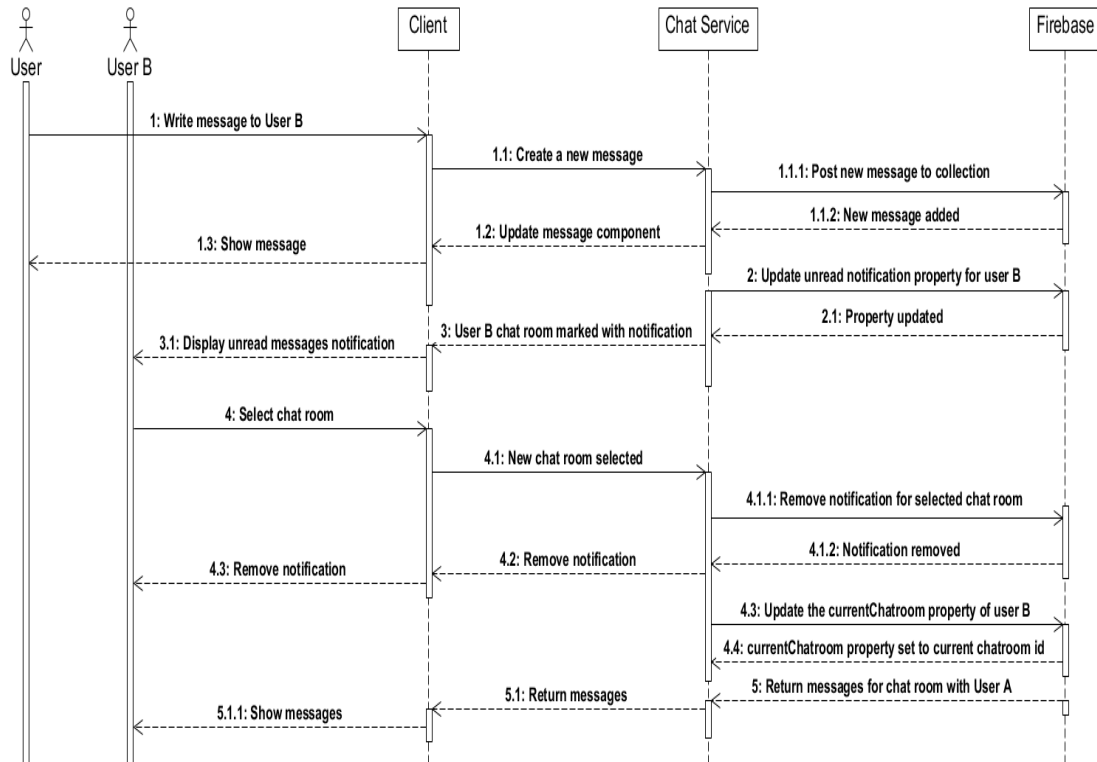 User
User B
Client
Chat Service
Firebase
1: Write message to User B
1.1: Create a new message
1.1.1: Post new message to collection
1.1.2: New message added
1.2: Update message component
1.3: Show message
2: Update unread notification property for user B
2.1: Property updated
3: User B chat room marked with notification
3.1: Display unread messages notification
4: Select chat room
4.1: New chat room selected
4.1.1: Remove notification for selected chat room
4.1.2: Notification removed
4.2: Remove notification
4.3: Remove notification
4.3: Update the currentChatroom property of user B
4.4: currentChatroom property set to current chatroom id
5: Return messages for chat room with User A
5.1: Return messages
5.1.1: Show messages